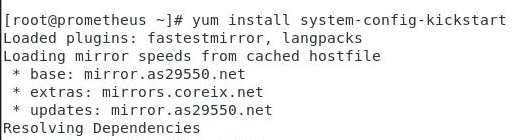 [root@prometheus ~]# yum install system-config-kickstart
Loaded plugins: fastestmirror, langpacks
Loading mirror speeds from cached hostfile
 * base: mirror.as29550.net
 * extras: mirrors.coreix.net
 * updates: mirror.as29550.net
Resolving Dependencies